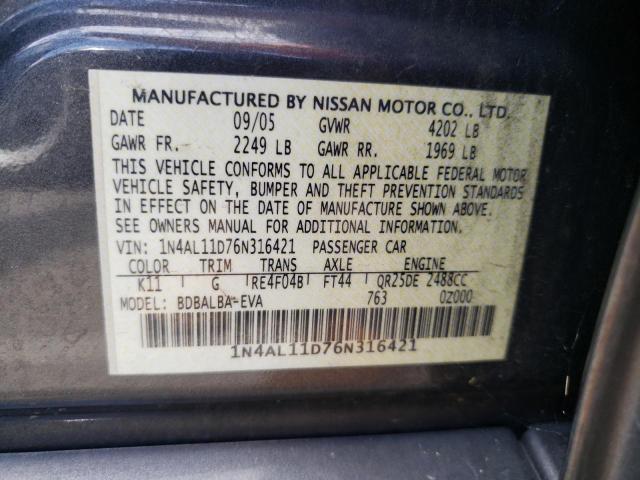 MANUFACTURED BY NISSAN MOTOR CO., LTD.
DATE 09/05 GVWR 4202 LB
GAWR FR. 2249 LB GAWR RR. 1969 LB
THIS VEHICLE CONFORMS TO ALL APPLICABLE FEDERAL MOTOR
VEHICLE SAFETY, BUMPER AND THEFT PREVENTION STANDARDS
IN EFFECT ON THE DATE OF MANUFACTURE SHOWN ABOVE.
SEE OWNERS MANUAL FOR ADDITIONAL INFORMATION.
VIN: 1N4AL11D76N316421 PASSENGER CAR
COLOR TRIM TRANS AXLE ENGINE
K11 G RE4F04B FT44 QR25DE 2488CC
MODEL: BDBALBA-EVA 763 0Z000
1N4AL11D76N316421